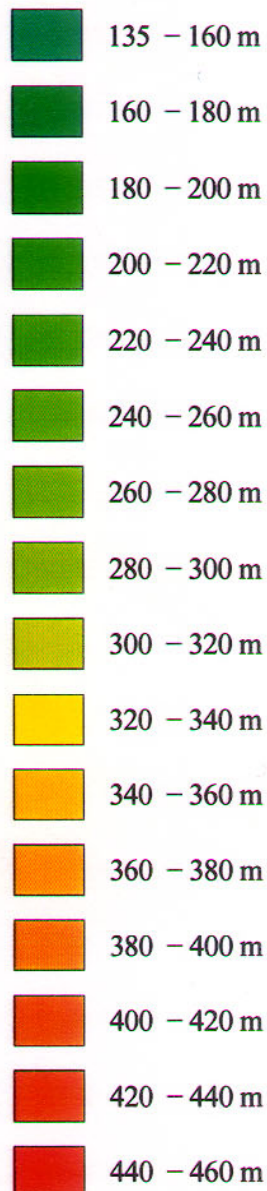 135 – 160 m
160 – 180 m
180 – 200 m
200 – 220 m
220 – 240 m
240 – 260 m
260 – 280 m
280 – 300 m
300 – 320 m
320 – 340 m
340 – 360 m
360 – 380 m
380 – 400 m
400 – 420 m
420 – 440 m
440 – 460 m